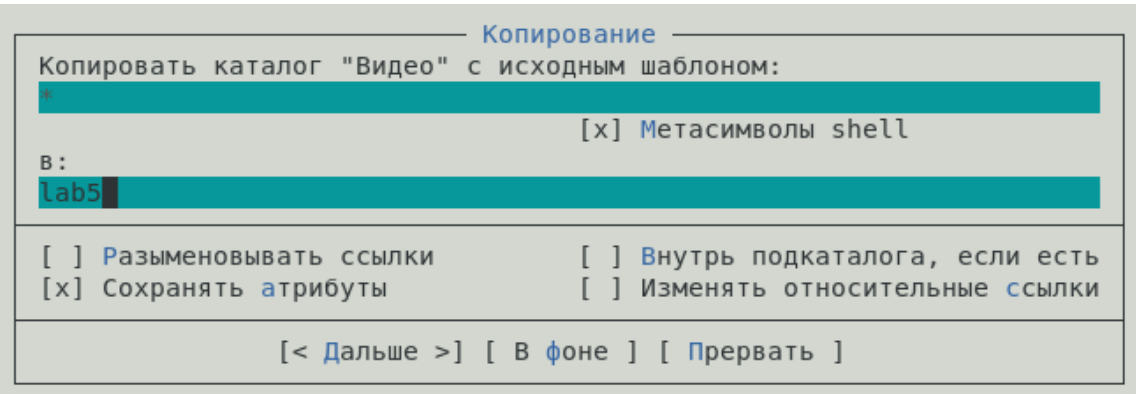 Копирование
Копировать каталог "Видео" с исходным шаблоном:
*
[x] Метасимволы shell
в:
lab5
[ ] Разыменовывать ссылки [ ] Внутрь подкаталога, если есть
[x] Сохранять атрибуты [ ] Изменять относительные ссылки
[< Дальше >] [ В фоне ] [ Прервать ]